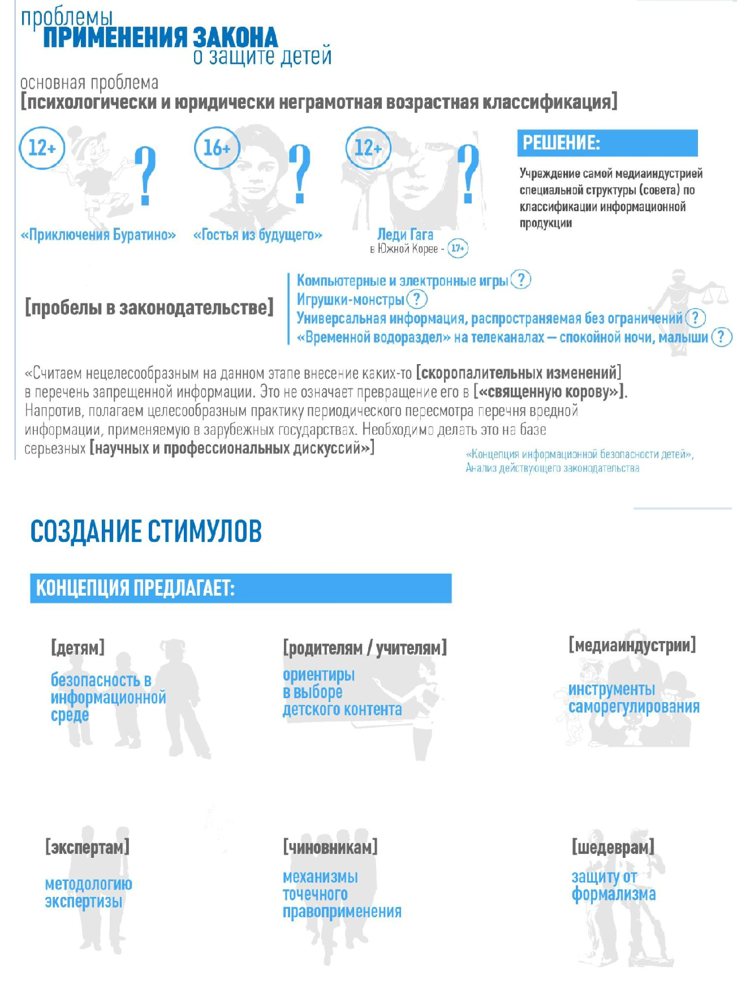 проблемы
ПРИМЕНЕНИЯ ЗАКОНА
о защите детей
основная проблема
[психологически и юридически неграмотная возрастная классификация]
12+
?
«Приключения Буратино»
16+
?
«Гостья из будущего»
12+
?
Леди Гага
в Южной Корее - 17+
РЕШЕНИЕ:
Учреждение самой медиаиндустрией
специальной структуры (совета) по
классификации информационной
продукции
[пробелы в законодательстве]
Компьютерные и электронные игры ?
Игрушки-монстры ?
Универсальная информация, распространяемая без ограничений ?
«Временной водораздел» на телеканалах – спокойной ночи, малыши ?
«Считаем нецелесообразным на данном этапе внесение каких-то [скоропалительных изменений]
в перечень запрещенной информации. Это не означает превращение его в [«священную корову»].
Напротив, полагаем целесообразным практику периодического пересмотра перечня вредной
информации, применяемую в зарубежных государствах. Необходимо делать это на базе
серьезных [научных и профессиональных дискуссий»]
«Концепция информационной безопасности детей»,
Анализ действующего законодательства
СОЗДАНИЕ СТИМУЛОВ
КОНЦЕПЦИЯ ПРЕДЛАГАЕТ:
[детям]
безопасность в
информационной
среде
[родителям / учителям]
ориентиры
в выборе
детского контента
[медиаиндустрии]
инструменты
саморегулирования
[экспертам]
методологию
экспертизы
[чиновникам]
механизмы
точечного
правоприменения
[шедеврам]
защиту от
формализма